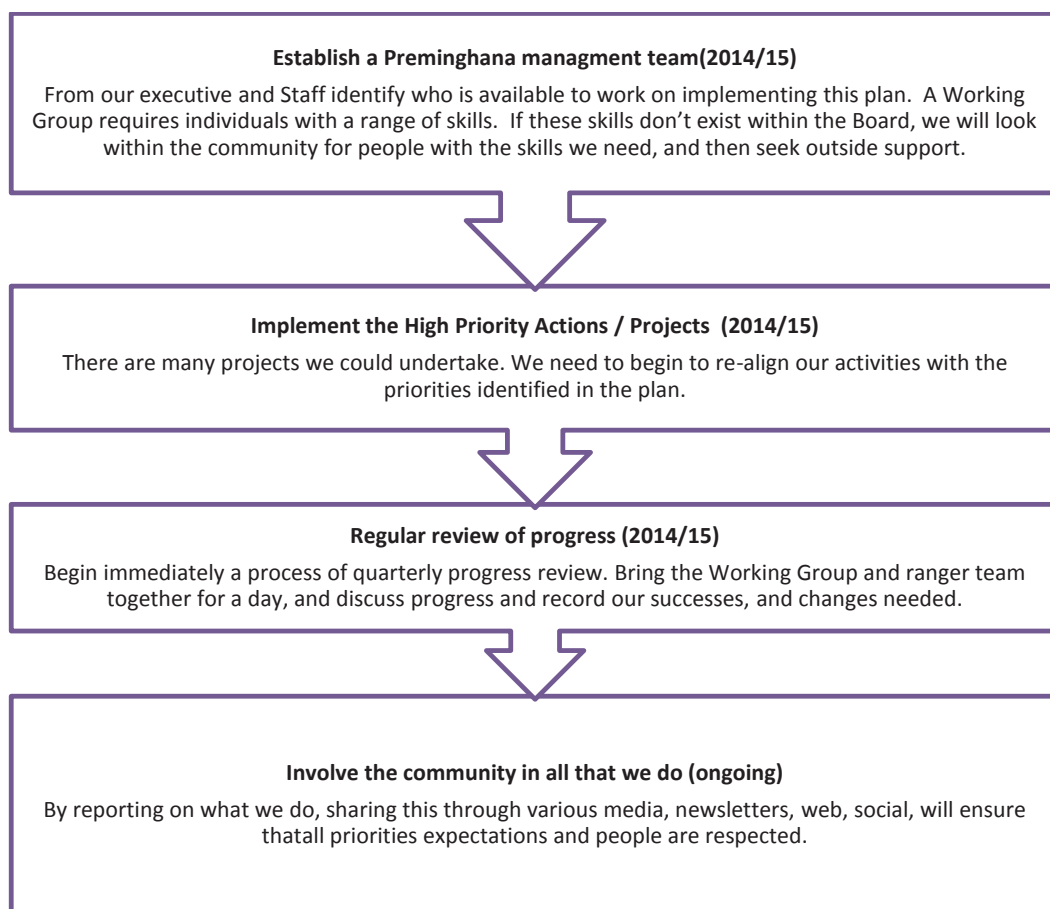 Establish a Preminghana managment team(2014/15)
From our executive and Staff identify who is available to work on implementing this plan.  A Working
Group requires individuals with a range of skills.  If these skills don’t exist within the Board, we will look
within the community for people with the skills we need, and then seek outside support.
Implement the High Priority Actions / Projects  (2014/15)
There are many projects we could undertake. We need to begin to re-align our activities with the
priorities identified in the plan.
Regular review of progress (2014/15)
Begin immediately a process of quarterly progress review. Bring the Working Group and ranger team
together for a day, and discuss progress and record our successes, and changes needed.
Involve the community in all that we do (ongoing)
By reporting on what we do, sharing this through various media, newsletters, web, social, will ensure
thatall priorities expectations and people are respected.